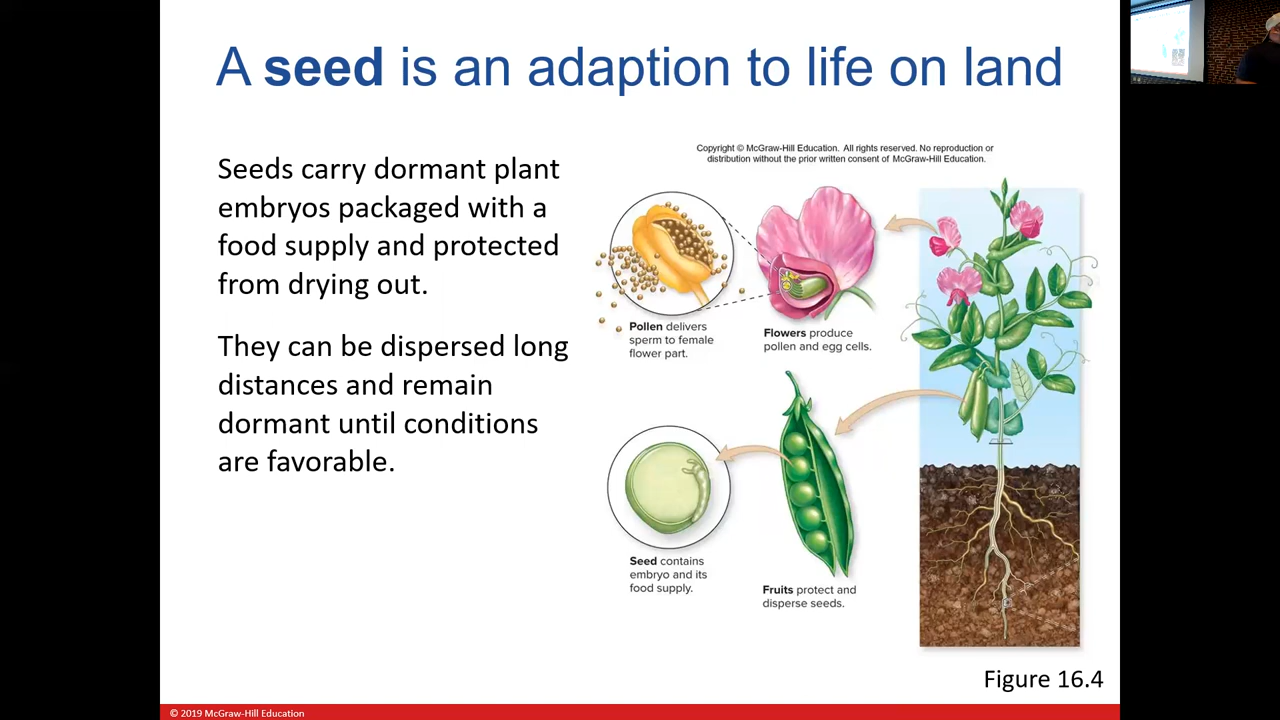 A seed is an adaption to life on land
Seeds carry dormant plant
embryos packaged with a
food supply and protected
from drying out.
They can be dispersed long
distances and remain
dormant until conditions
are favorable.
Copyright © McGraw-Hill Education. All rights reserved. No reproduction or
distribution without the prior written consent of McGraw-Hill Education.
Pollen delivers
sperm to female
flower part.
Flowers produce
pollen and egg cells.
Seed contains
embryo and its
food supply.
Fruits protect and
disperse seeds.
Figure 16.4
© 2019 McGraw-Hill Education